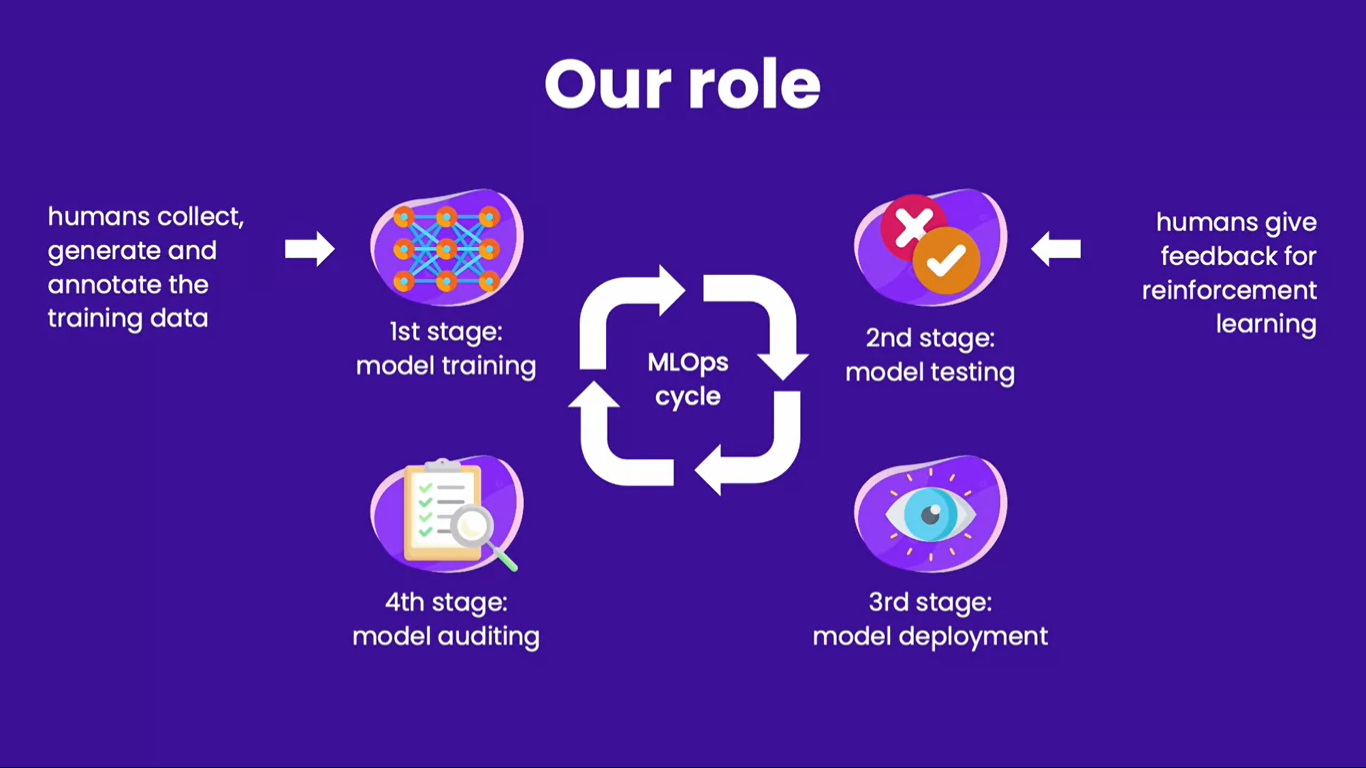 Our role
humans collect,
generate and
annotate the
training data
1st stage:
model training
2nd stage:
model testing
humans give
feedback for
reinforcement
learning
MLOps
cycle
4th stage:
model auditing
3rd stage:
model deployment